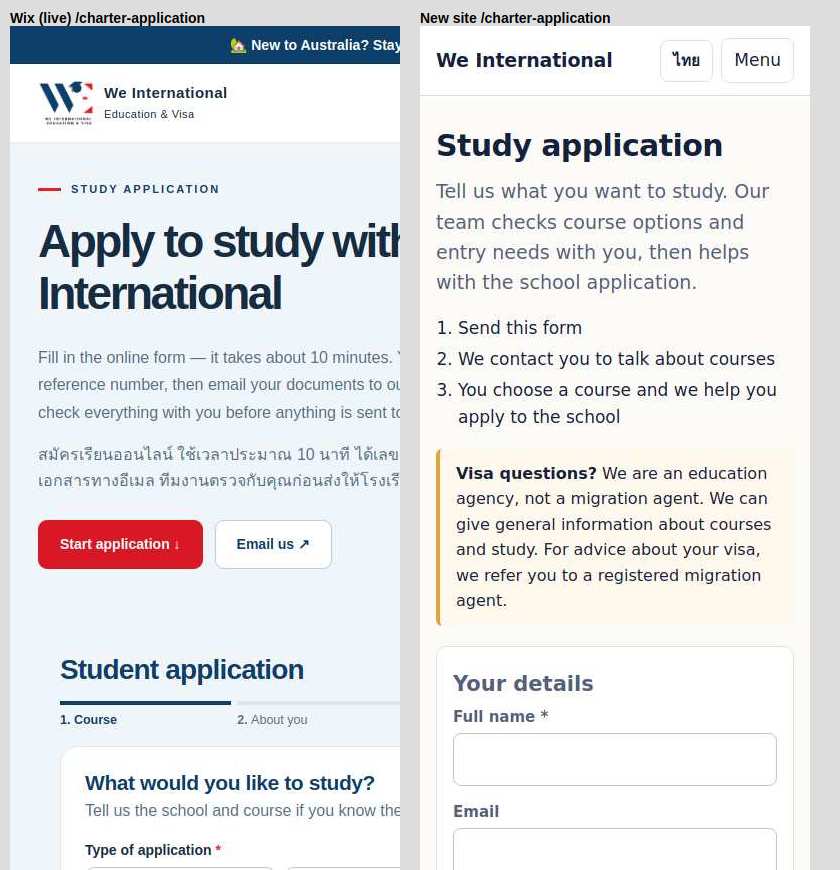 Wix (live) /charter-application
🏡 New to Australia? Stay
WE
WE INTERNATIONAL
EDUCATION & VISA
We International
Education & Visa
STUDY APPLICATION
Apply to study with
International
Fill in the online form — it takes about 10 minutes.
reference number, then email your documents to
check everything with you before anything is sent
สมัครเรียนออนไลน์ ใช้เวลาประมาณ 10 นาที
เอกสารทางอีเมล ทีมงานตรวจกับคุณก่อนส่งให้
Start application ↓
Email us ↗
Student application
1. Course
2. About you
What would you like to study?
Tell us the school and course if you know the
Type of application *
New site /charter-application
We International
ไทย
Menu
Study application
Tell us what you want to study. Our
team checks course options and
entry needs with you, then helps
with the school application.
1. Send this form
2. We contact you to talk about courses
3. You choose a course and we help you
apply to the school
Visa questions? We are an education
agency, not a migration agent. We can
give general information about courses
and study. For advice about your visa,
we refer you to a registered migration
agent.
Your details
Full name *
Email